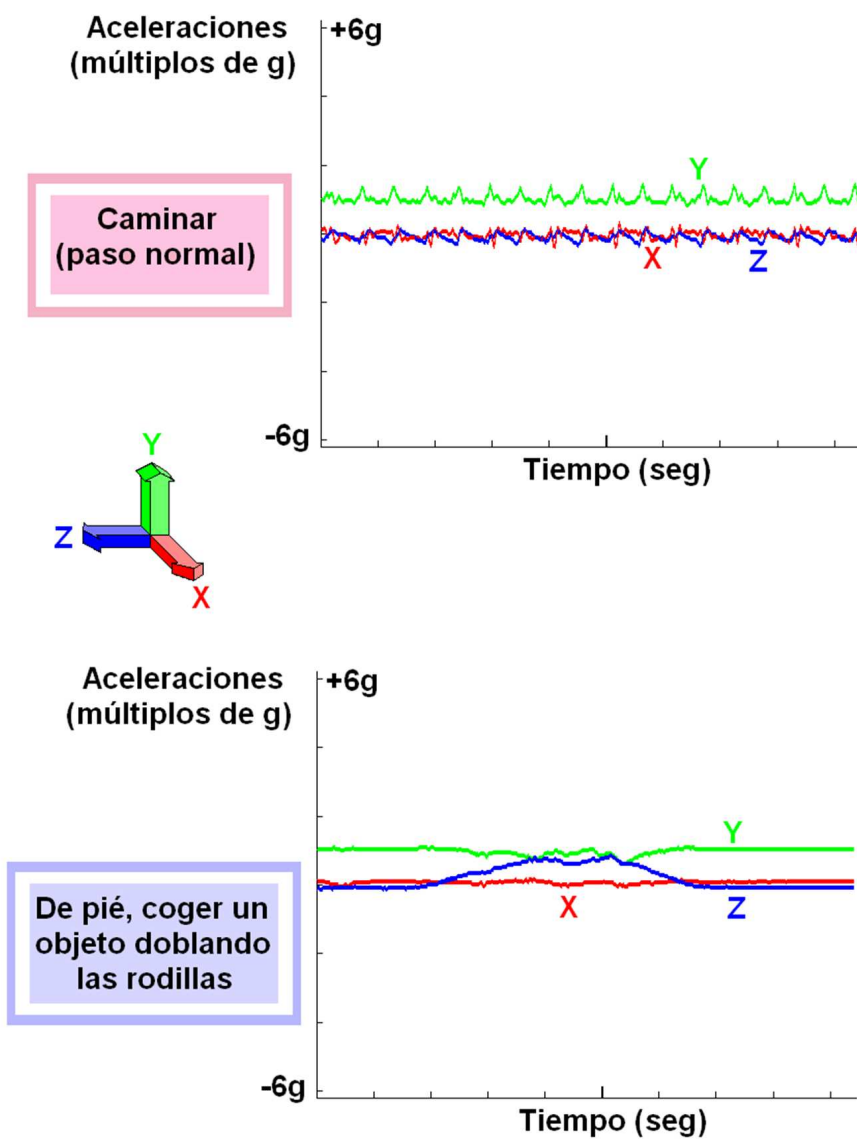 Aceleraciones
(múltiplos de g)
+6g
Y
Caminar
(paso normal)
X
Z
-6g
Tiempo (seg)
Y
Z
X
Aceleraciones
(múltiplos de g)
+6g
Y
De pié, coger un
objeto doblando
las rodillas
X
Z
-6g
Tiempo (seg)